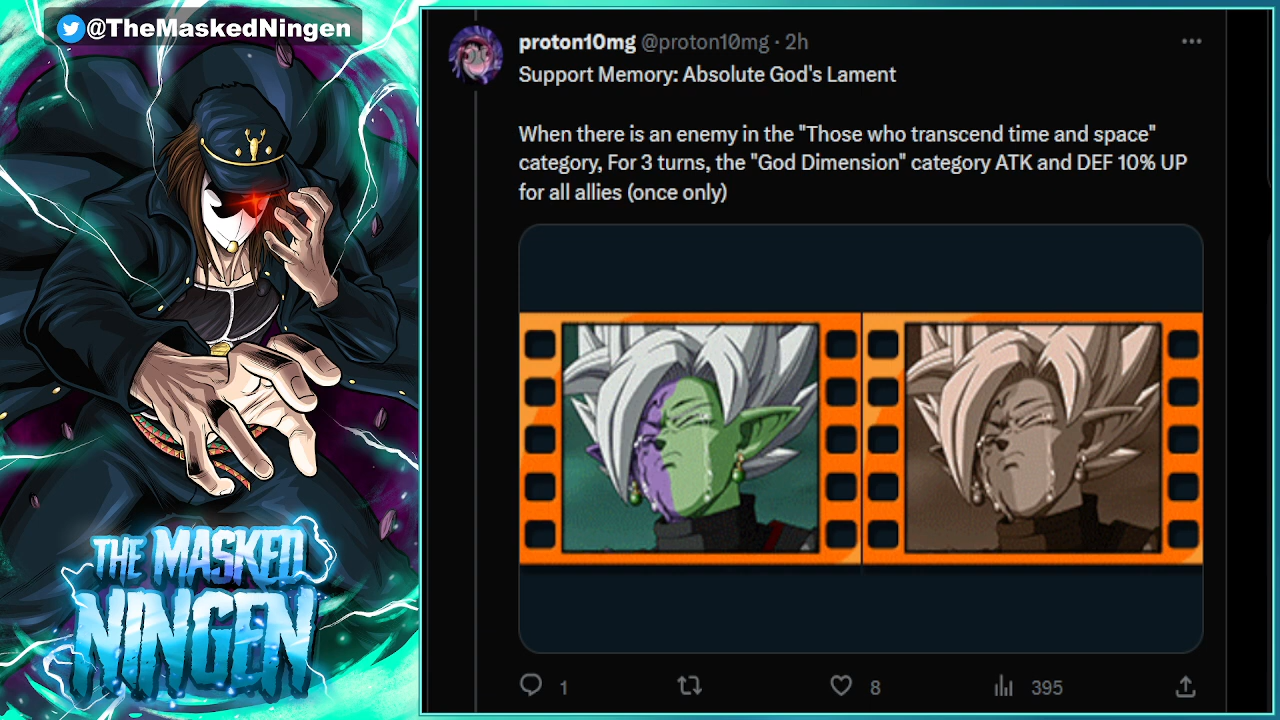 @TheMaskedNingen
THE MASKED
NINGEN
proton10mg @proton10mg · 2h
Support Memory: Absolute God's Lament
When there is an enemy in the "Those who transcend time and space"
category, For 3 turns, the "God Dimension" category ATK and DEF 10% UP
for all allies (once only)
1
8
395